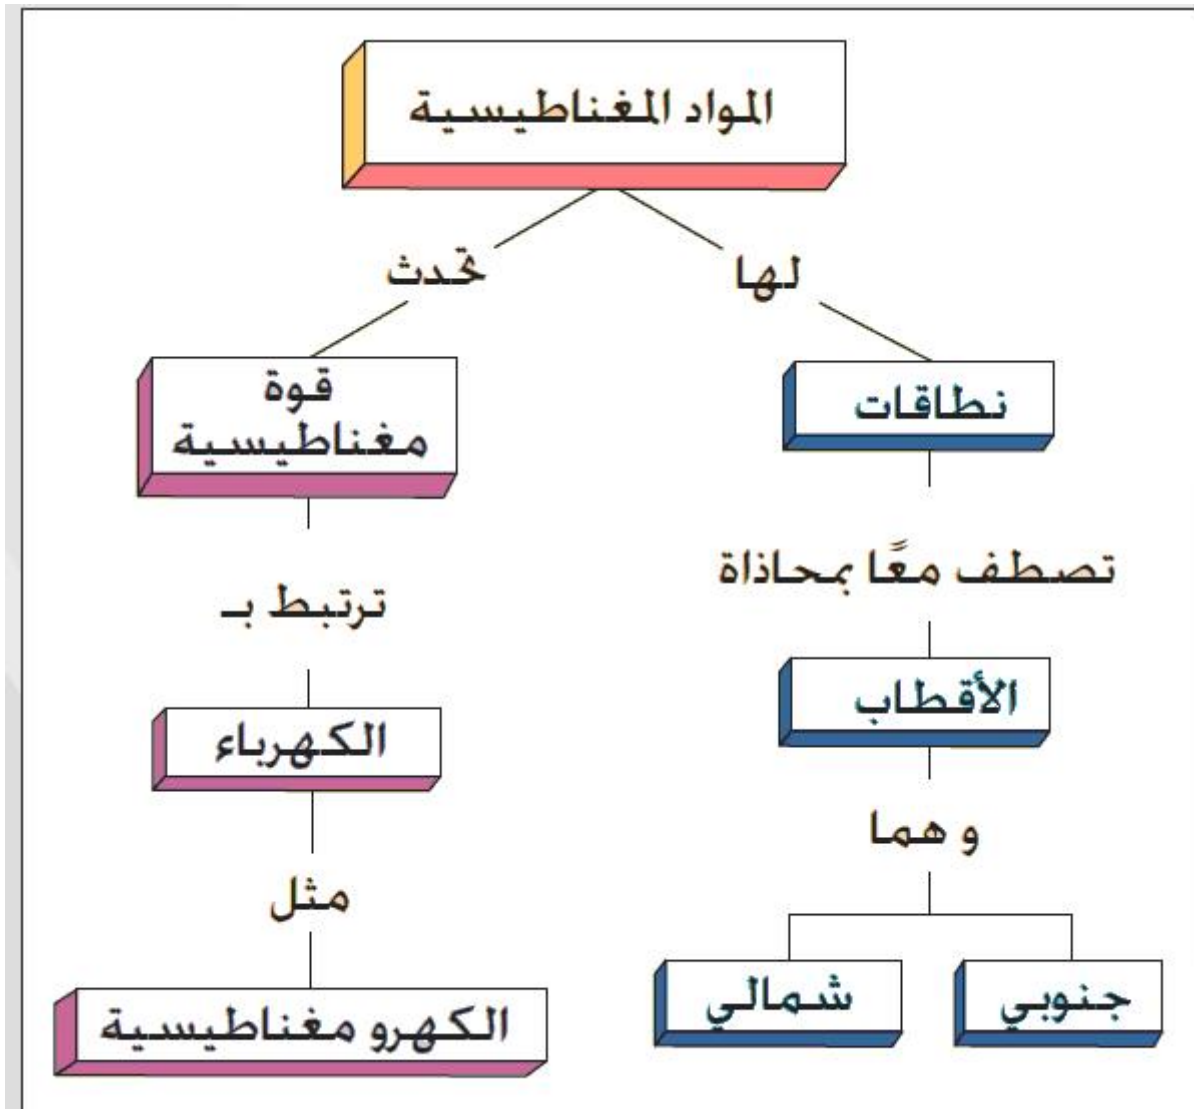 المواد المغناطيسية
لها
تحدث
نطاقات
قوة
مغناطيسية
تصطف معًا بمحاذاة
ترتبط بـ
الأقطاب
الكهرباء
و هما
مثل
جنوبي
شمالي
الكهرو مغناطيسية